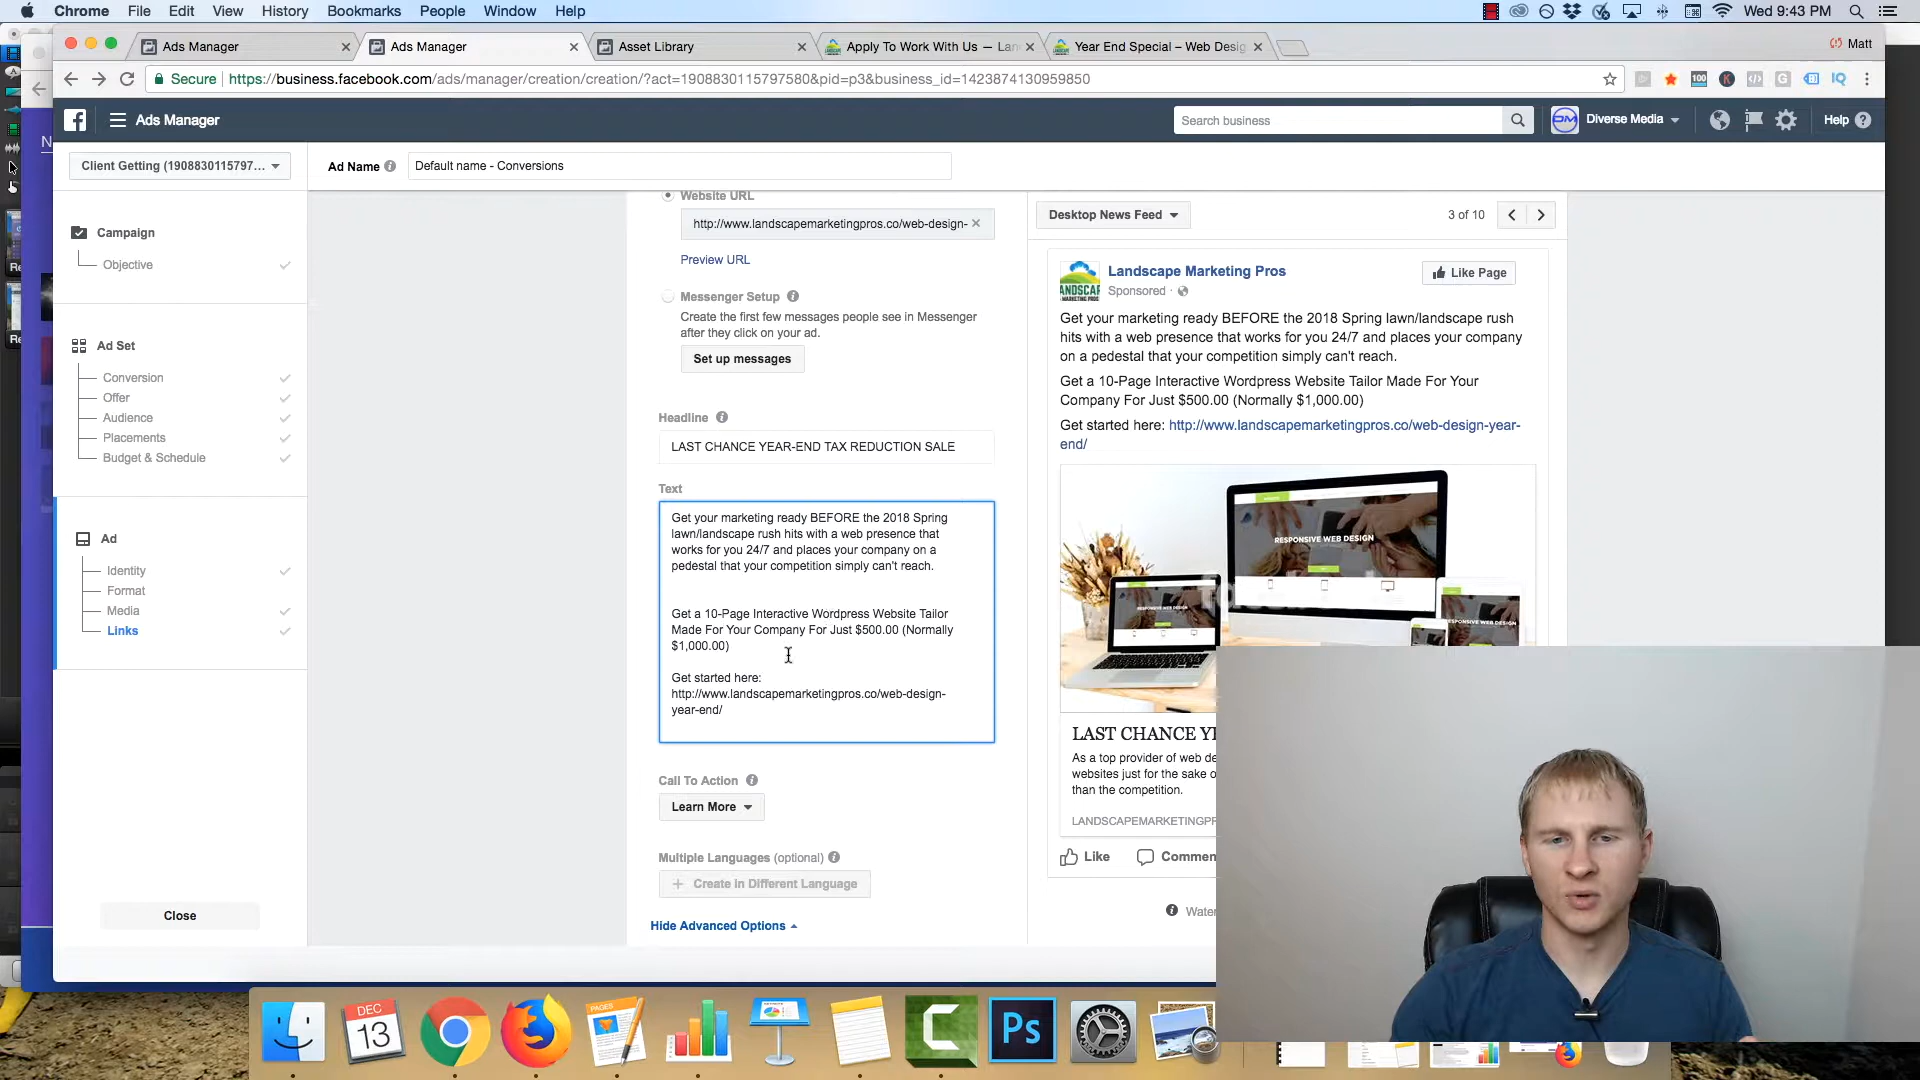 Chrome File Edit View History Bookmarks People Window Help
Wed 9:43 PM
Ads Manager
Ads Manager
Asset Library
Apply To Work With Us — Lan
Year End Special – Web Desig
Matt
Secure https://business.facebook.com/ads/manager/creation/creation/?act=1908830115797580&pid=p3&business_id=1423874130959850
Ads Manager
Search business
Diverse Media
Help
Client Getting (190883011579​7...
Ad Name
Default name - Conversions
Campaign
Objective
Ad Set
Conversion
Offer
Audience
Placements
Budget & Schedule
Ad
Identity
Format
Media
Links
Close
Website URL
http://www.landscapemarketingpros.co/web-design-
Preview URL
Messenger Setup
Create the first few messages people see in Messenger
after they click on your ad.
Set up messages
Headline
LAST CHANCE YEAR-END TAX REDUCTION SALE
Text
Get your marketing ready BEFORE the 2018 Spring
lawn/landscape rush hits with a web presence that
works for you 24/7 and places your company on a
pedestal that your competition simply can't reach.
Get a 10-Page Interactive Wordpress Website Tailor
Made For Your Company For Just $500.00 (Normally
$1,000.00)
Get started here:
http://www.landscapemarketingpros.co/web-design-
year-end/
Call To Action
Learn More
Multiple Languages (optional)
+ Create in Different Language
Hide Advanced Options
Desktop News Feed
3 of 10
Landscape Marketing Pros
Sponsored
Like Page
Get your marketing ready BEFORE the 2018 Spring lawn/landscape rush
hits with a web presence that works for you 24/7 and places your company
on a pedestal that your competition simply can't reach.
Get a 10-Page Interactive Wordpress Website Tailor Made For Your
Company For Just $500.00 (Normally $1,000.00)
Get started here: http://www.landscapemarketingpros.co/web-design-year-
end/
RESPONSIVE WEB DESIGN
LAST CHANCE YE
As a top provider of web de
websites just for the sake o
than the competition.
LANDSCAPEMARKETINGPR
Like
Commen
Water
DEC
13
PAGES
Ps